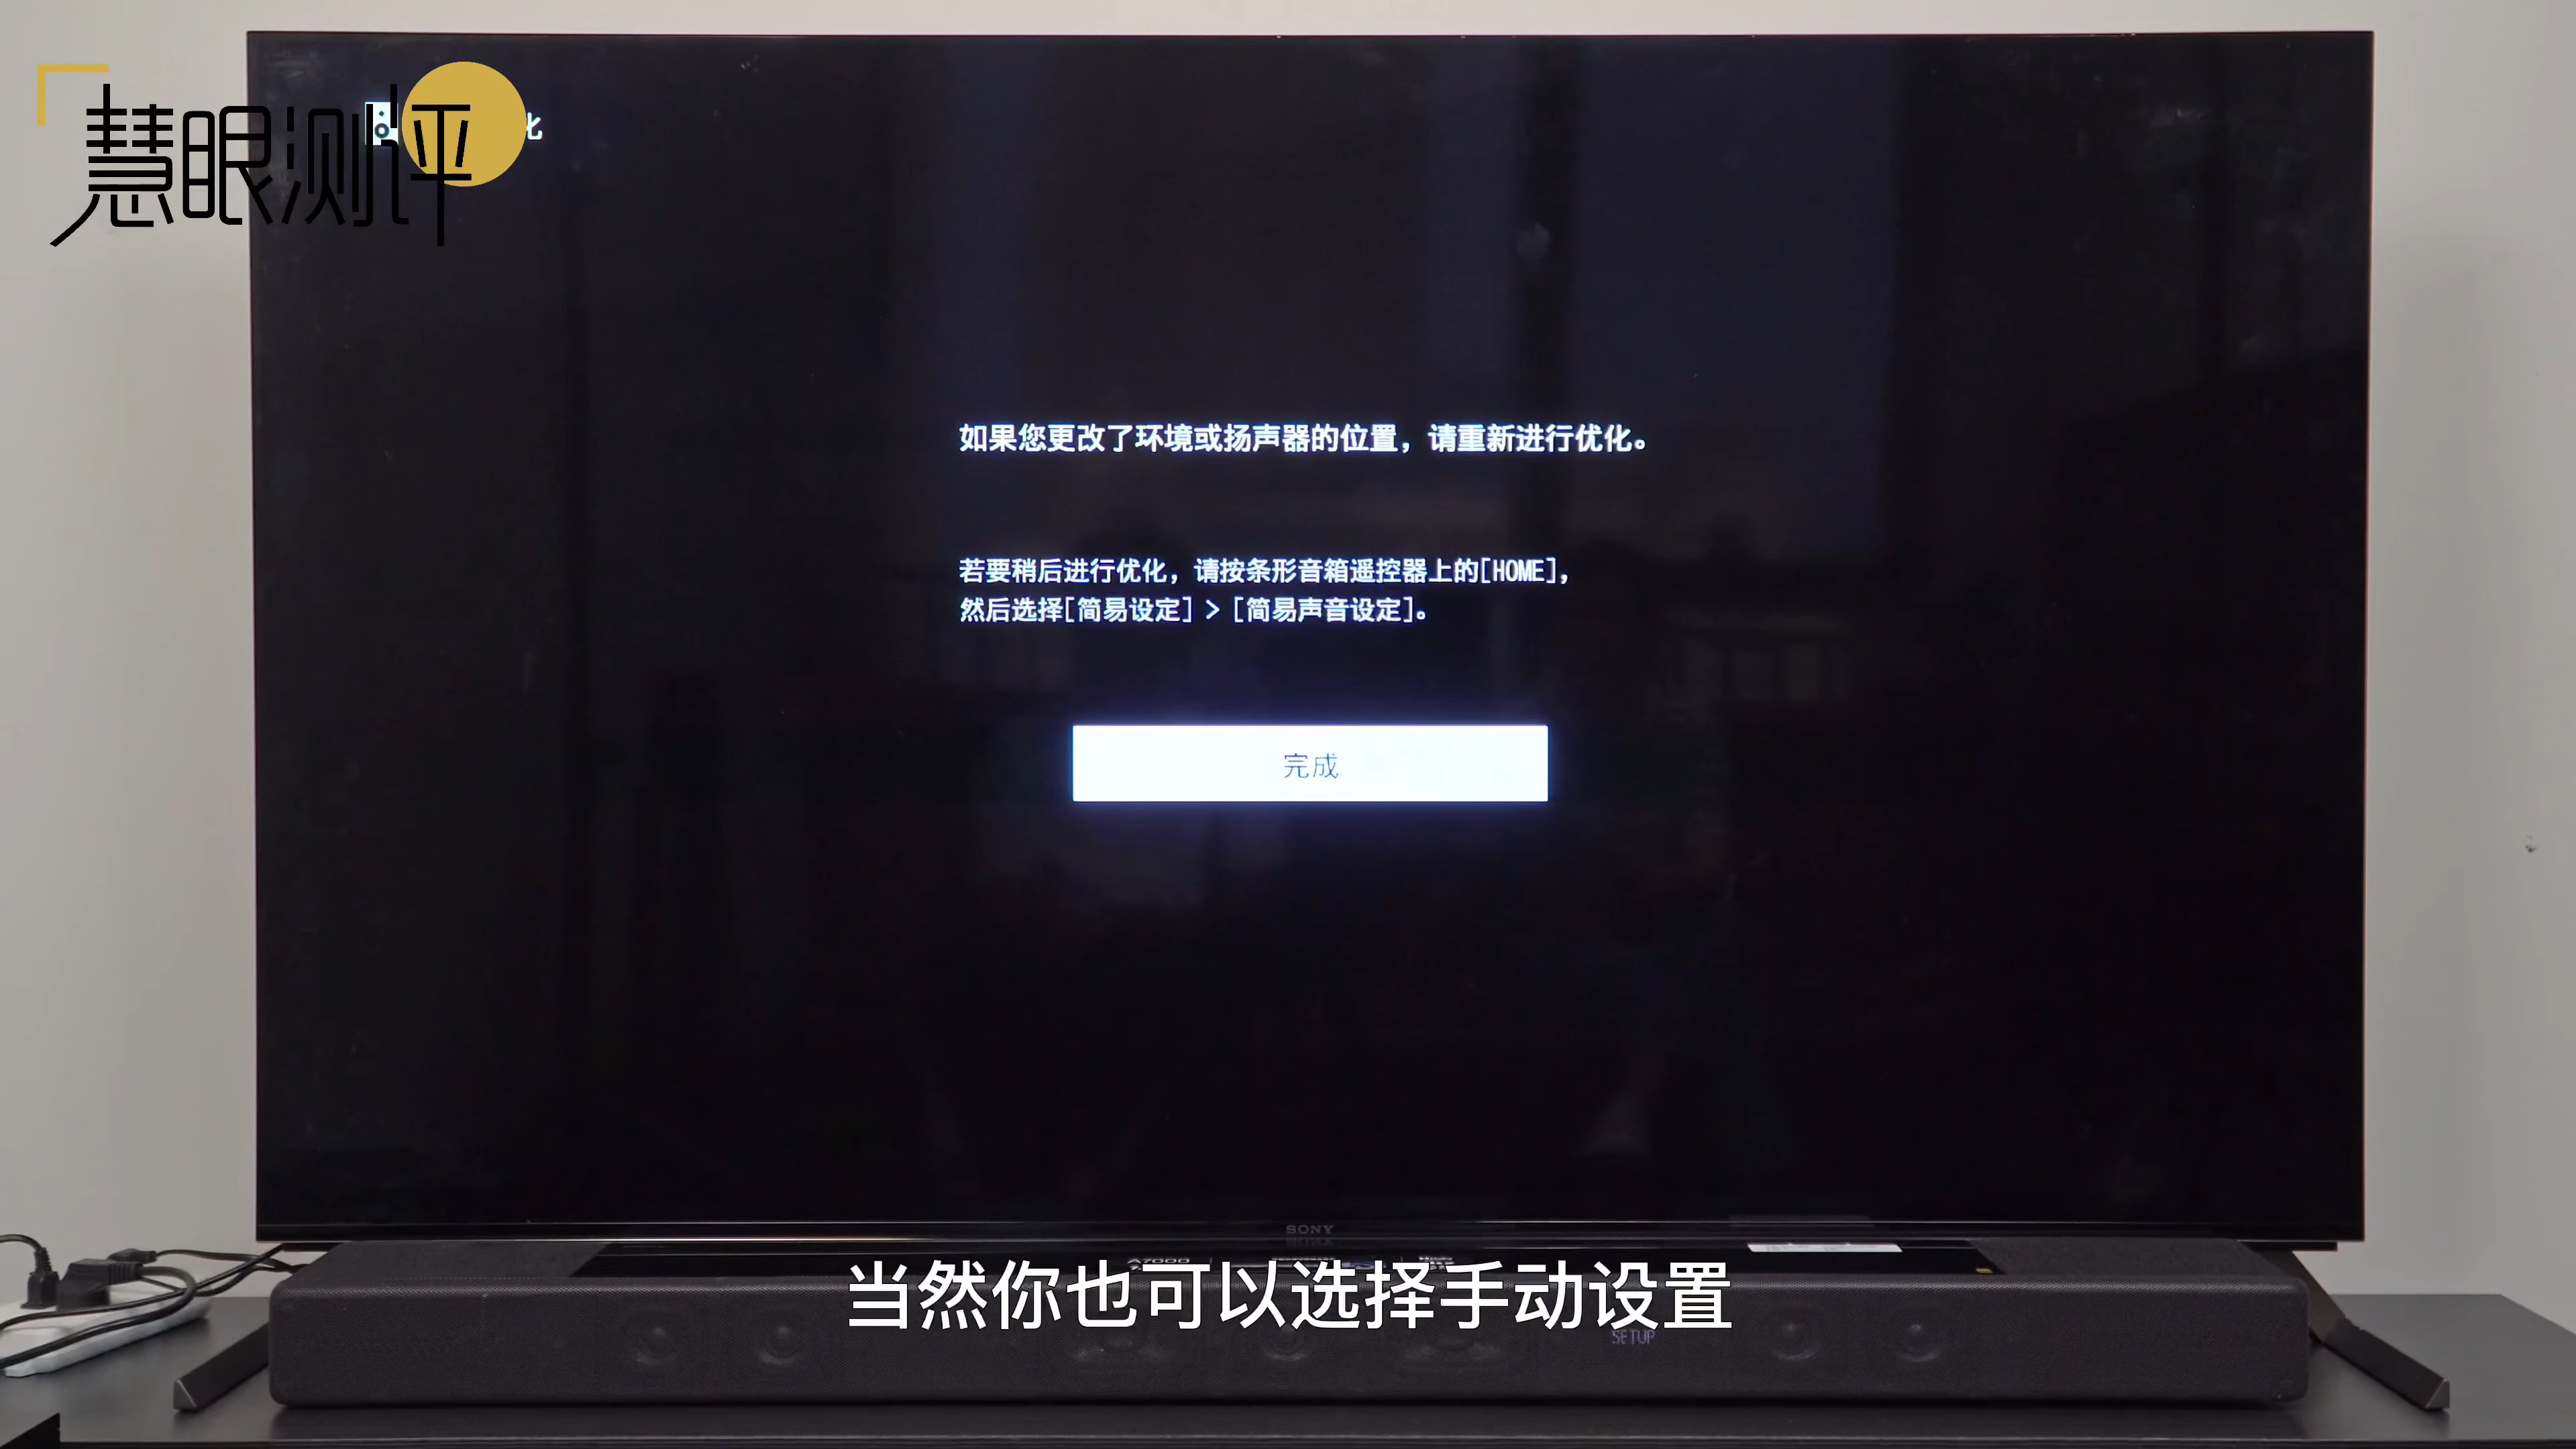 慧眼测评
化
如果您更改了环境或扬声器的位置，请重新进行优化。
若要稍后进行优化，请按条形音箱遥控器上的[HOME]，
然后选择[简易设定] > [简易声音设定]。
完成
SONY
A7000
当然你也可以选择手动设置
SETUP